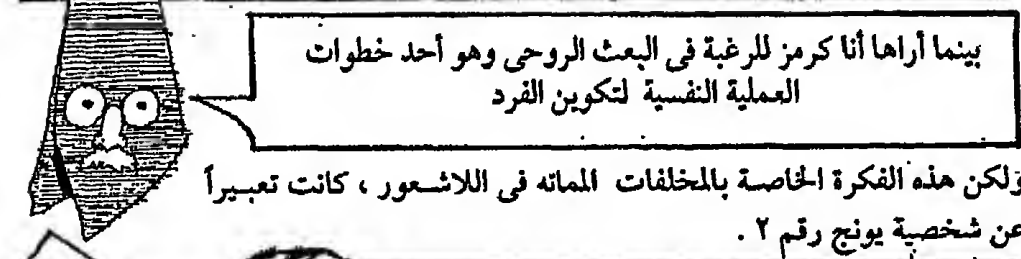 بينما أراها أنا كرمز للرغبة فى البعث الروحى وهو أحد خطوات
العملية النفسية لتكوين الفرد
ولكن هذه الفكرة الخاصة بالمخلفات المماته فى اللاشعور ، كانت تعبيراً
عن شخصية يونج رقم ٢ .